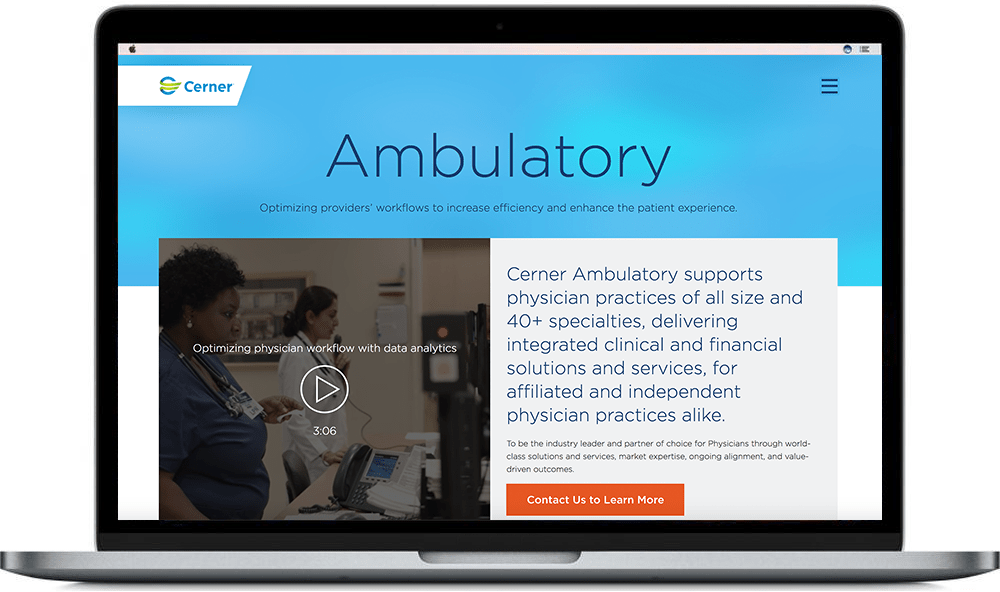 Cerner
Ambulatory
Optimizing providers' workflows to increase efficiency and enhance the patient experience.
Optimizing physician workflow with data analytics
3:06
Cerner Ambulatory supports
physician practices of all size and
40+ specialties, delivering
integrated clinical and financial
solutions and services, for
affiliated and independent
physician practices alike.
To be the industry leader and partner of choice for Physicians through world-
class solutions and services, market expertise, ongoing alignment, and value-
driven outcomes.
Contact Us to Learn More